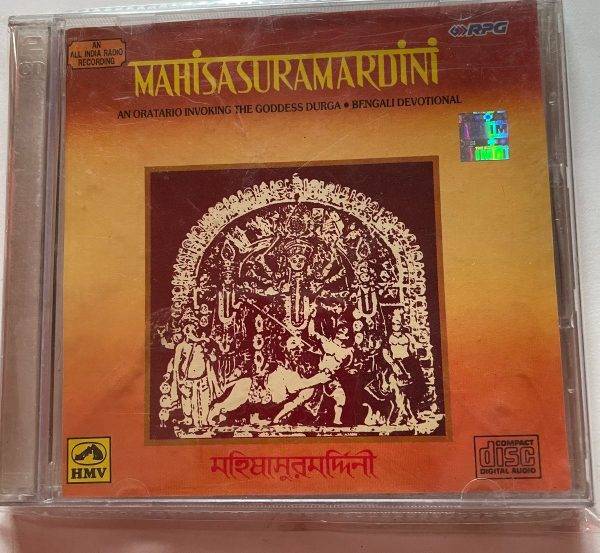 AN
ALL INDIA RADIO
RECORDING
RPG
MAHISASURAMARDINI
AN ORATARIO INVOKING THE GODDESS DURGA • BENGALI DEVOTIONAL
মহিষাসুরমর্দ্দিনী
HMV
COMPACT
disc
DIGITAL AUDIO